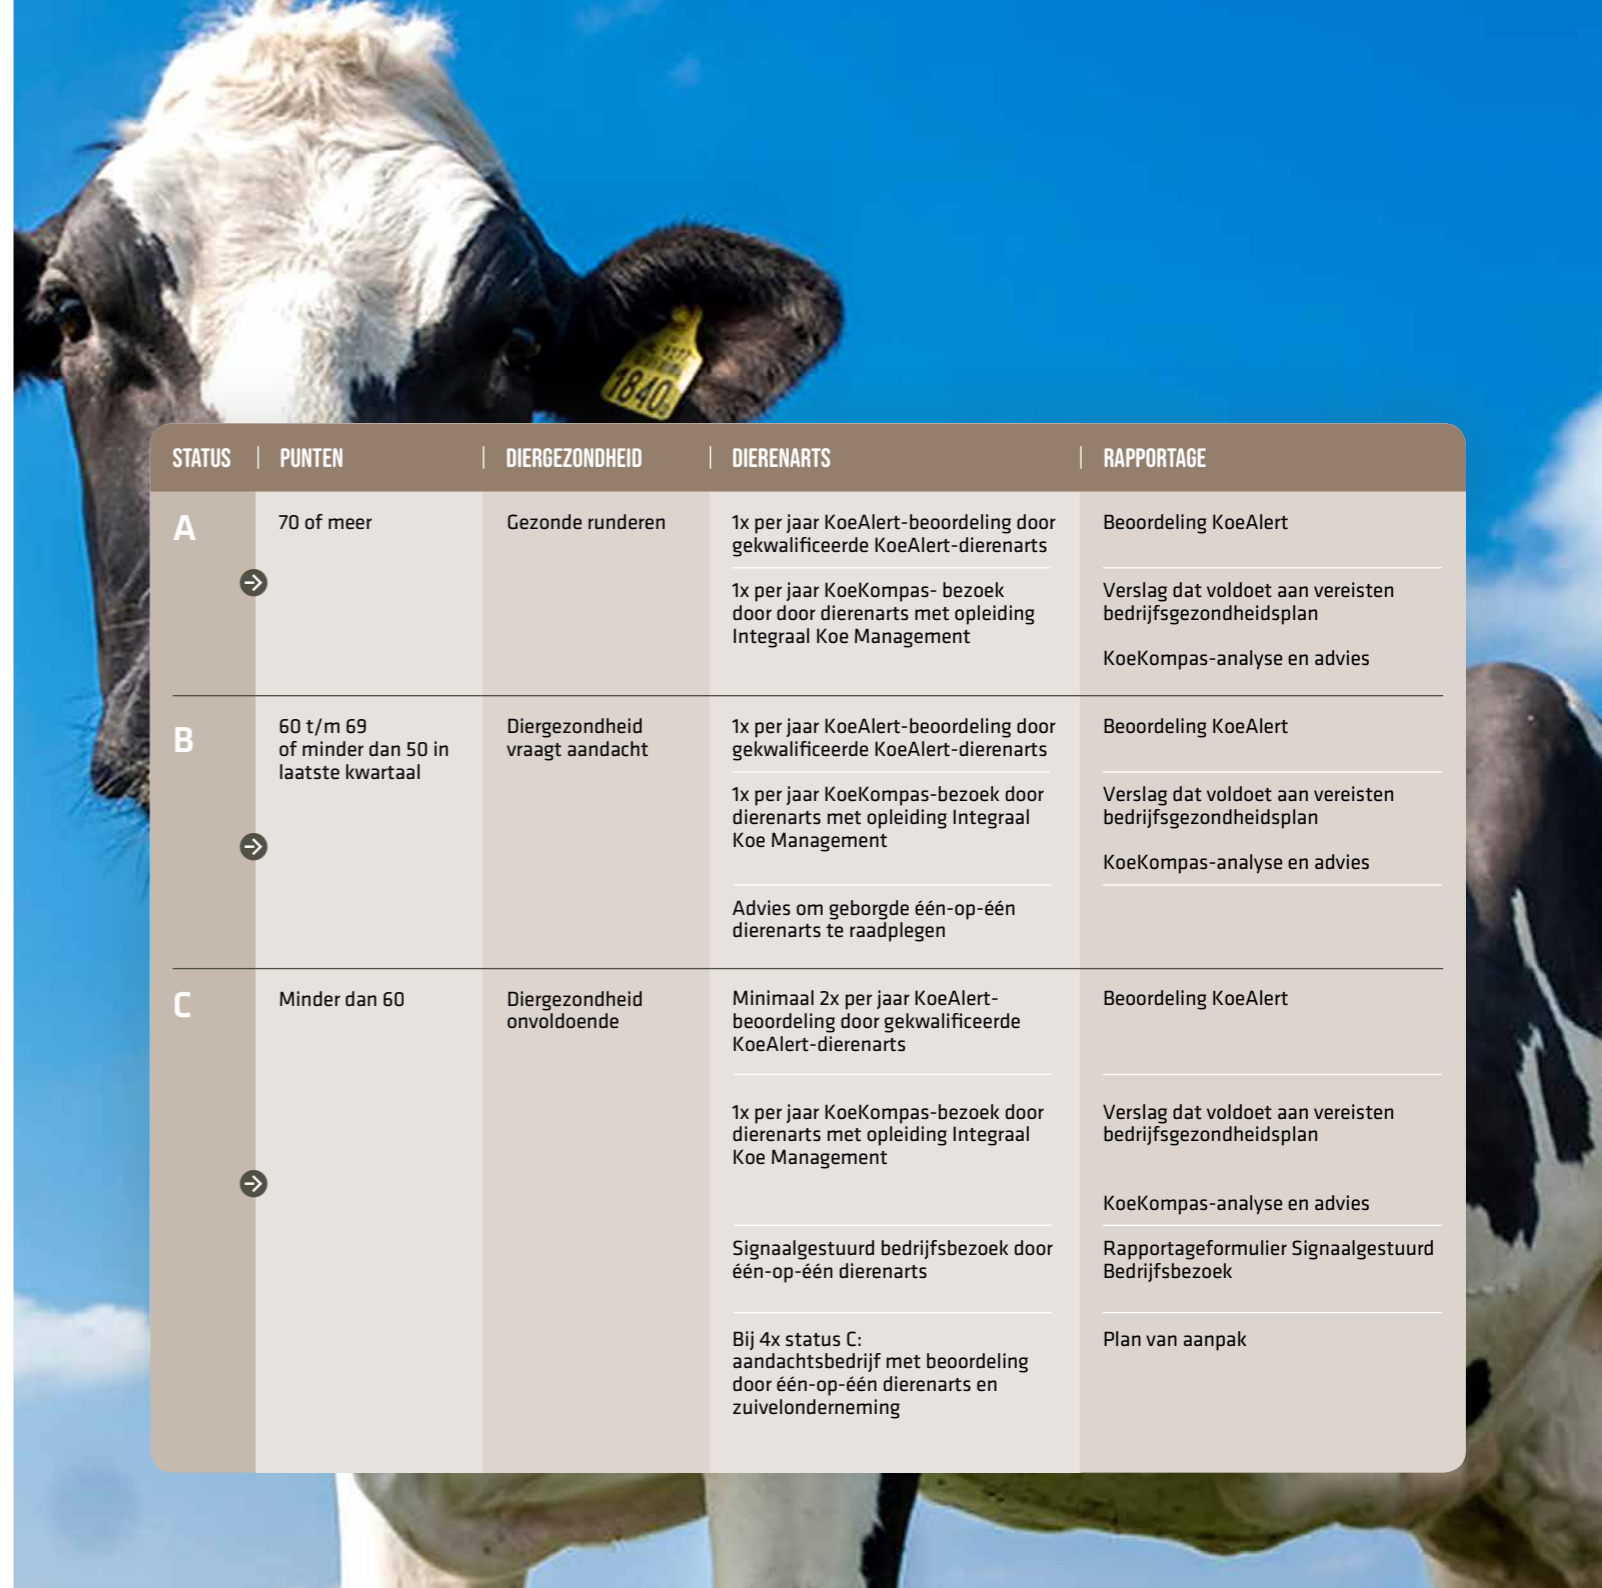 1840
STATUS | PUNTEN | DIERGEZONDHEID | DIERENARTS | RAPPORTAGE
A
70 of meer
Gezonde runderen
1x per jaar KoeAlert-beoordeling door
gekwalificeerde KoeAlert-dierenarts
Beoordeling KoeAlert
1x per jaar KoeKompas- bezoek
door door dierenarts met opleiding
Integraal Koe Management
Verslag dat voldoet aan vereisten
bedrijfsgezondheidsplan
KoeKompas-analyse en advies
B
60 t/m 69
of minder dan 50 in
laatste kwartaal
Diergezondheid
vraagt aandacht
1x per jaar KoeAlert-beoordeling door
gekwalificeerde KoeAlert-dierenarts
Beoordeling KoeAlert
1x per jaar KoeKompas-bezoek door
dierenarts met opleiding Integraal
Koe Management
Verslag dat voldoet aan vereisten
bedrijfsgezondheidsplan
KoeKompas-analyse en advies
Advies om geborgde één-op-één
dierenarts te raadplegen
C
Minder dan 60
Diergezondheid
onvoldoende
Minimaal 2x per jaar KoeAlert-
beoordeling door gekwalificeerde
KoeAlert-dierenarts
Beoordeling KoeAlert
1x per jaar KoeKompas-bezoek door
dierenarts met opleiding Integraal
Koe Management
Verslag dat voldoet aan vereisten
bedrijfsgezondheidsplan
KoeKompas-analyse en advies
Signaalgestuurd bedrijfsbezoek door
één-op-één dierenarts
Rapportageformulier Signaalgestuurd
Bedrijfsbezoek
Bij 4x status C:
aandachtsbedrijf met beoordeling
door één-op-één dierenarts en
zuivelonderneming
Plan van aanpak